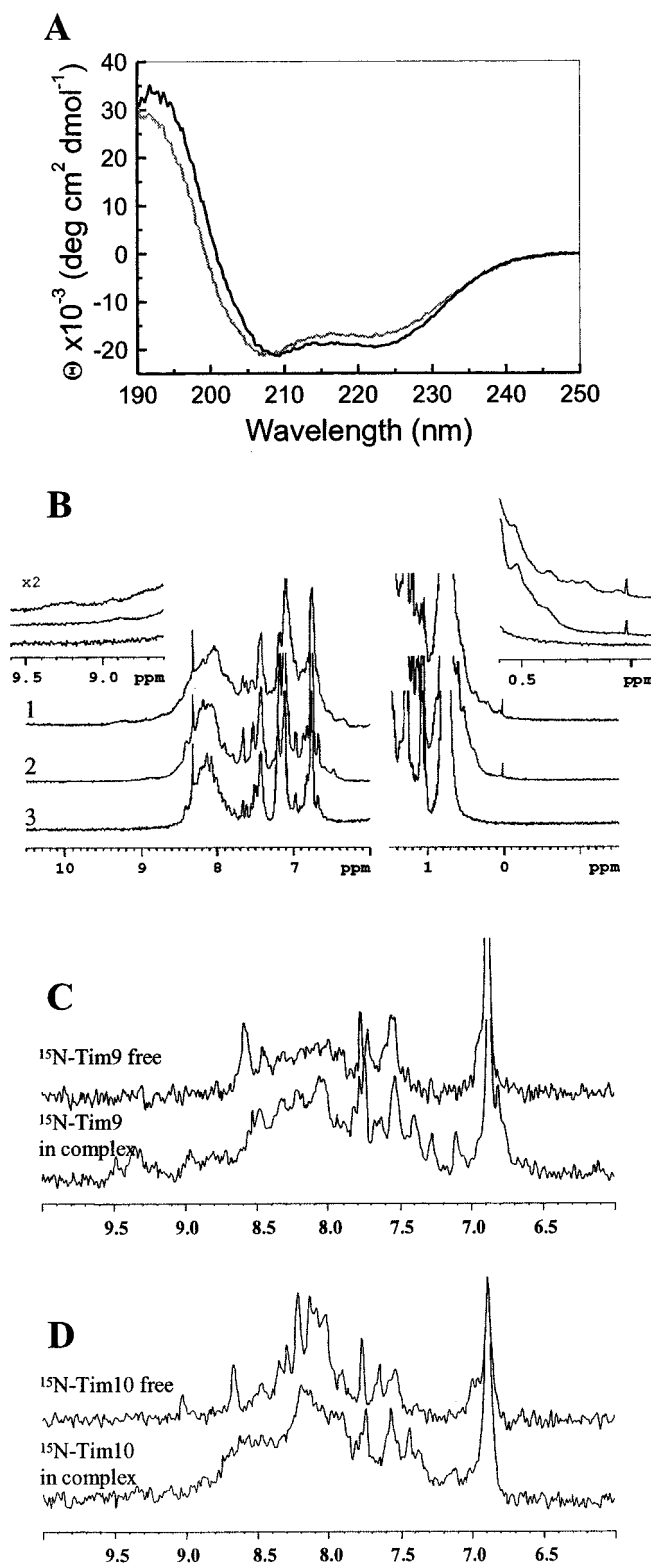 A
Θ x10⁻³ (deg cm² dmol⁻¹)
40
30
20
10
0
-10
-20
190 200 210 220 230 240 250
Wavelength (nm)
B
x2
9.5 9.0 ppm
0.5 ppm
1
2
3
10 9 8 7 ppm
1 0 ppm
C
¹⁵N-Tim9 free
¹⁵N-Tim9
in complex
9.5 9.0 8.5 8.0 7.5 7.0 6.5
D
¹⁵N-Tim10 free
¹⁵N-Tim10
in complex
9.5 9.0 8.5 8.0 7.5 7.0 6.5